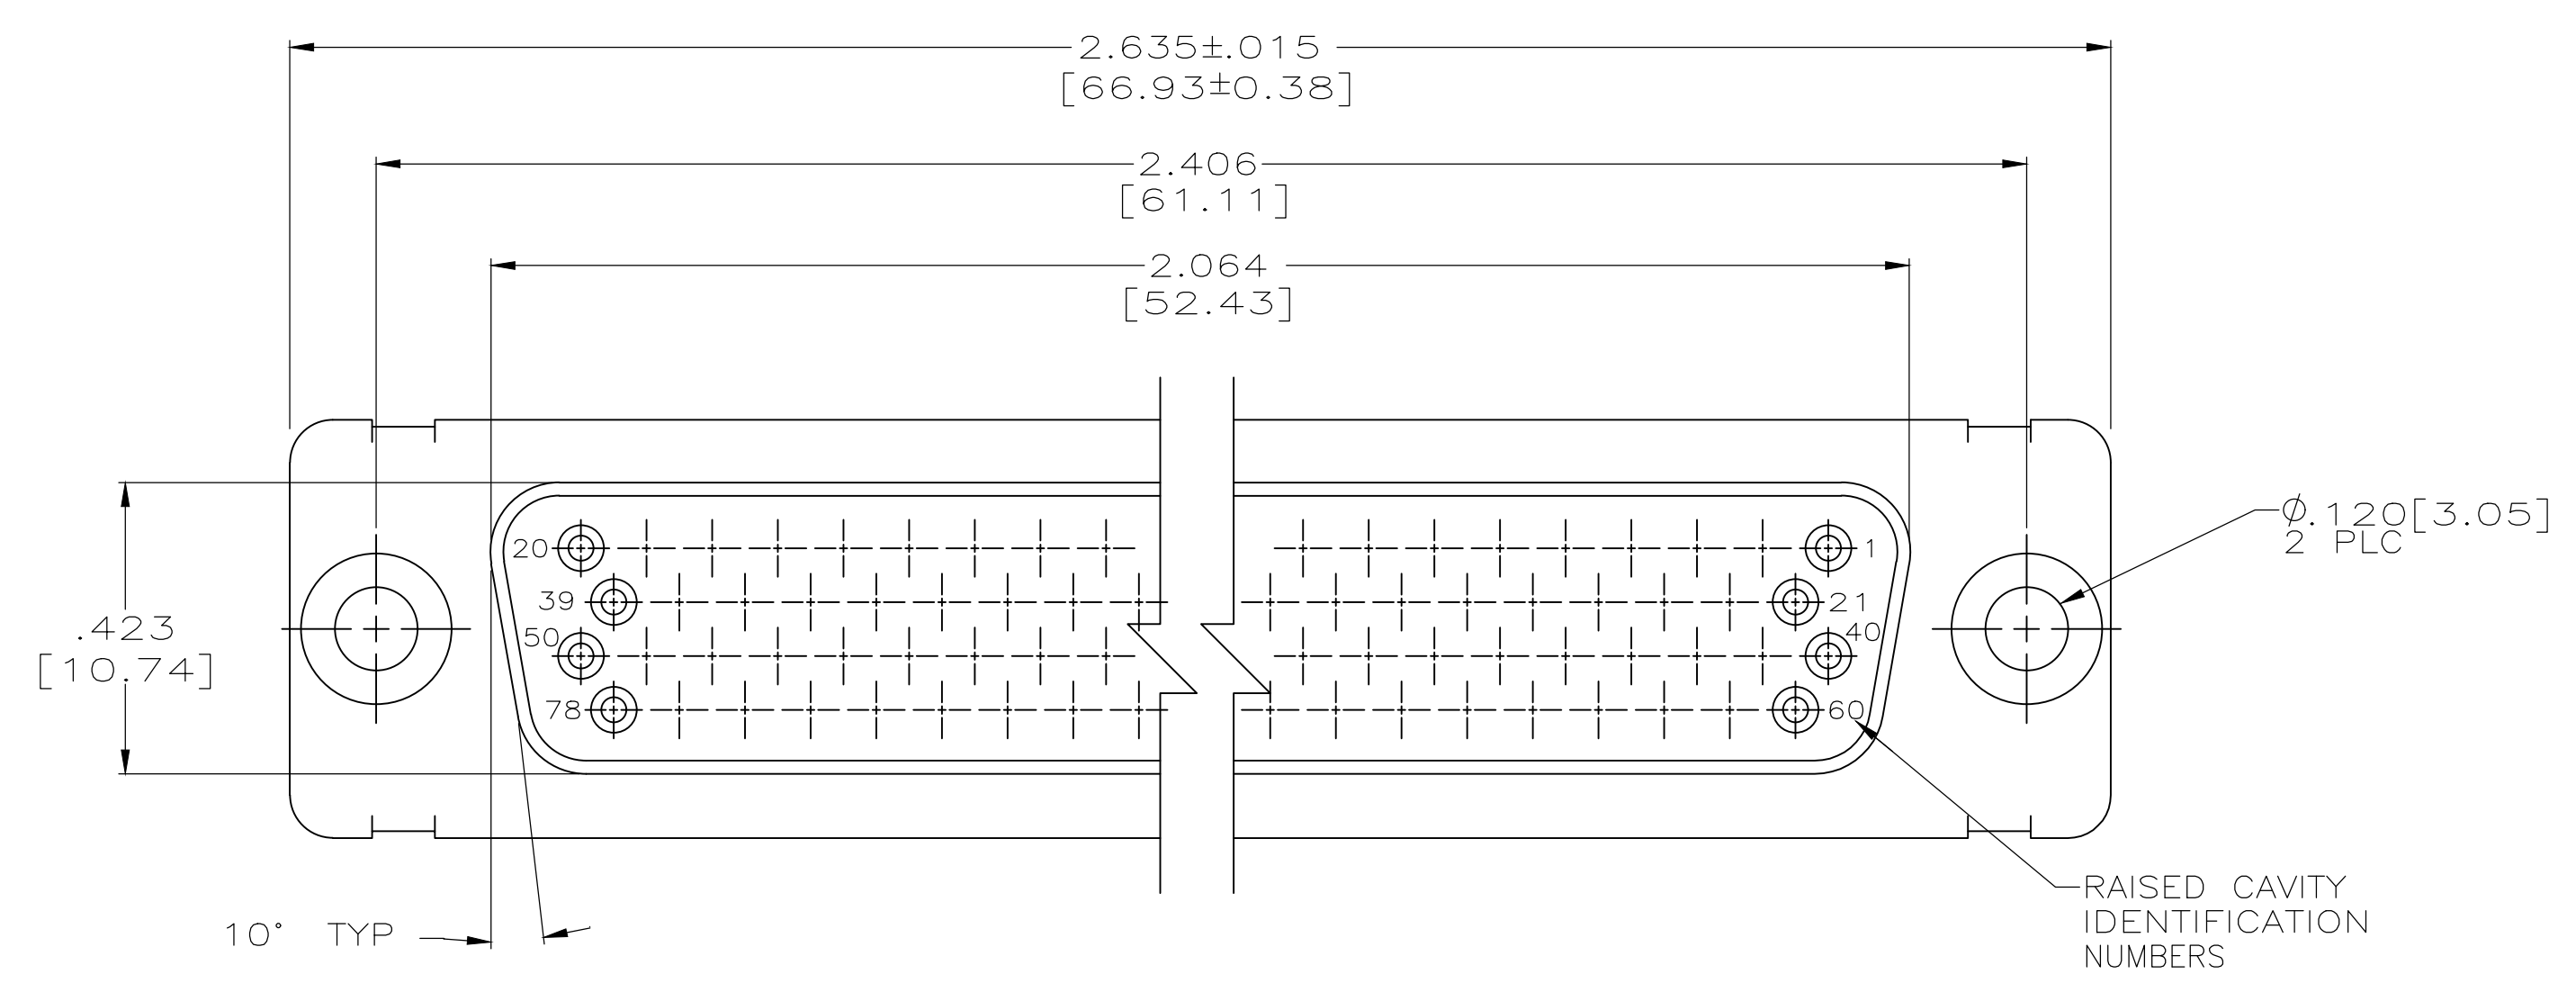 2.635±.015
[66.93±0.38]
2.406
[61.11]
2.064
[52.43]
Ø.120[3.05]
2 PLC
20
1
39
21
50
40
78
60
.423
[10.74]
10° TYP
RAISED CAVITY
IDENTIFICATION
NUMBERS